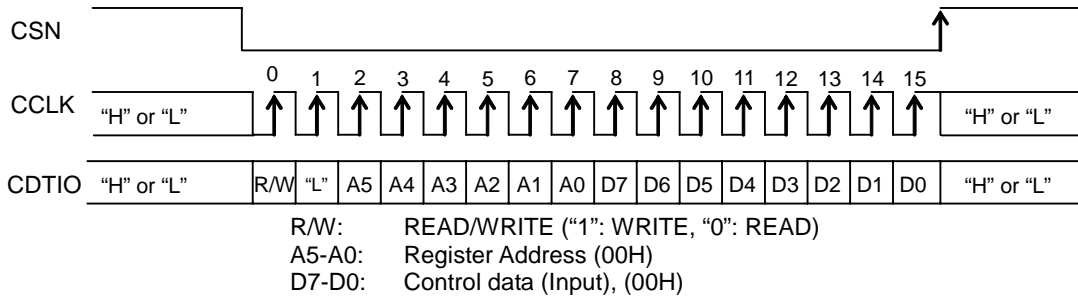 CSN
0 1 2 3 4 5 6 7 8 9 10 11 12 13 14 15
CCLK “H” or “L” “H” or “L”
CDTIO “H” or “L” R/W “L” A5 A4 A3 A2 A1 A0 D7 D6 D5 D4 D3 D2 D1 D0 “H” or “L”
R/W: READ/WRITE (“1”: WRITE, “0”: READ)
A5-A0: Register Address (00H)
D7-D0: Control data (Input), (00H)